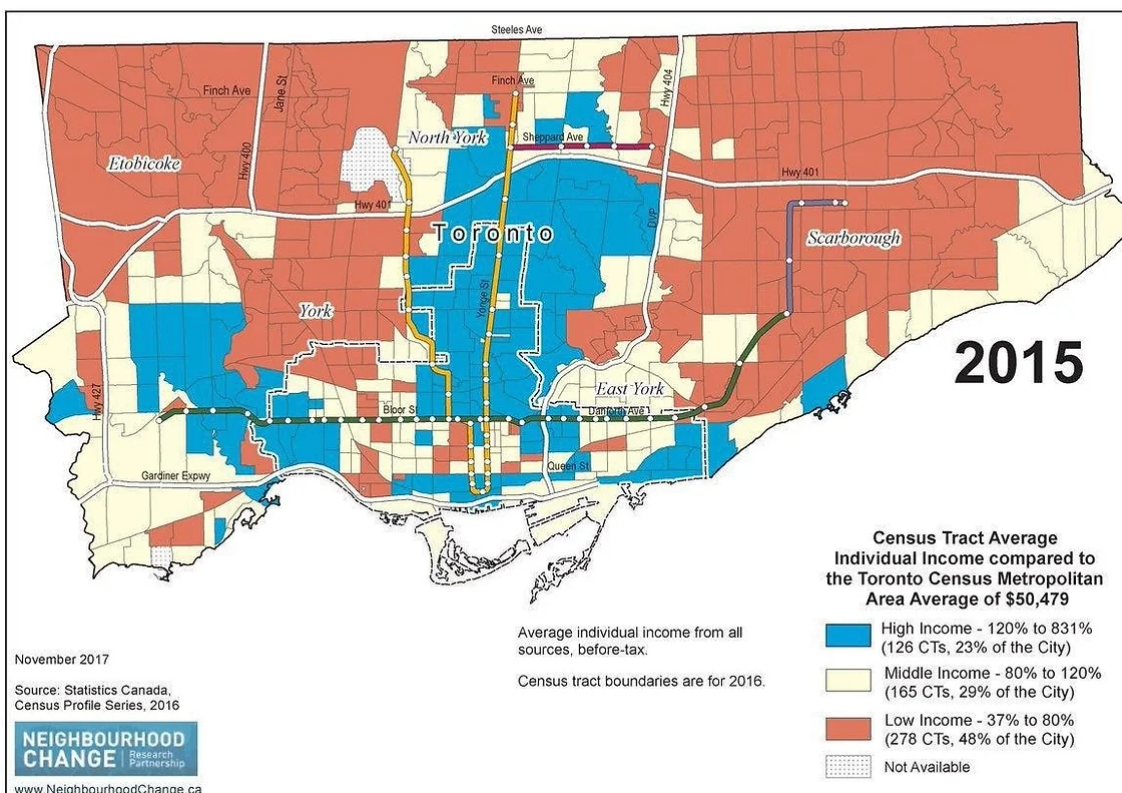 Steeles Ave
Finch Ave
Finch Ave
Jane St
Hwy 404
North York
Sheppard Ave
Etobicoke
Hwy 400
Hwy 401
Hwy 401
DVP
Toronto
Scarborough
Yonge St
York
2015
Hwy 427
East York
Bloor St
Danforth Ave
Queen St
Gardiner Expwy
Census Tract Average
Individual Income compared to
the Toronto Census Metropolitan
Area Average of $50,479
High Income - 120% to 831%
(126 CTs, 23% of the City)
Middle Income - 80% to 120%
(165 CTs, 29% of the City)
Low Income - 37% to 80%
(278 CTs, 48% of the City)
Not Available
Average individual income from all
sources, before-tax.
Census tract boundaries are for 2016.
November 2017
Source: Statistics Canada,
Census Profile Series, 2016
NEIGHBOURHOOD
CHANGE Research
Partnership
www.NeighbourhoodChange.ca